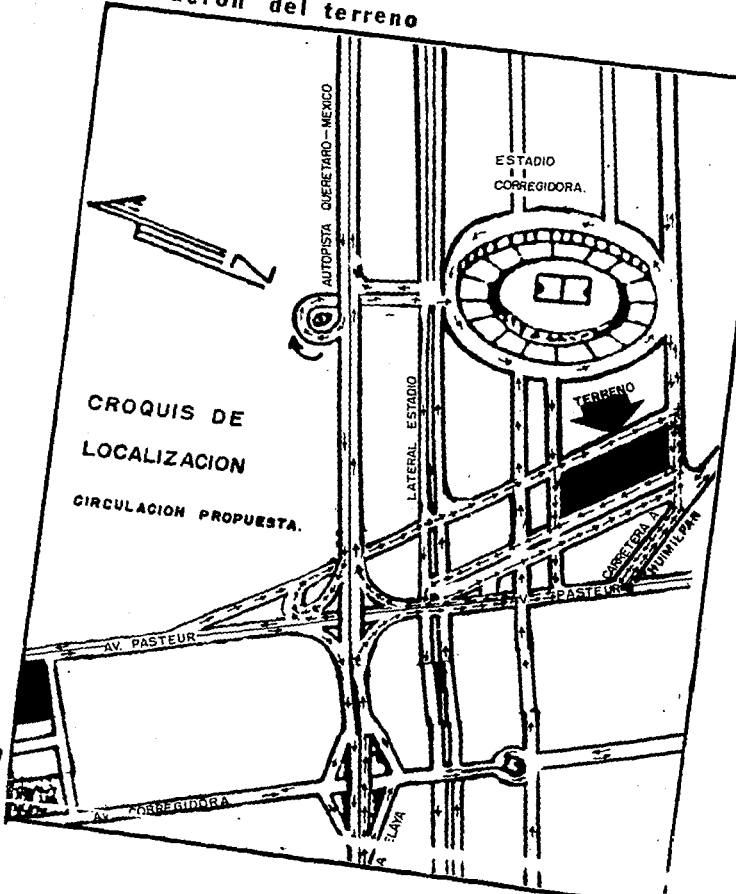 del terreno
AUTOPISTA QUERETARO-MEXICO
ESTADIO
CORREGIDORA.
N
CROQUIS DE
LOCALIZACION
CIRCULACION PROPUESTA.
LATERAL ESTADIO
TERRENO
CARRETERA A
HUIMILPAN
AV. PASTEUR
AV. PASTEUR
AV. CORREGIDORA
A